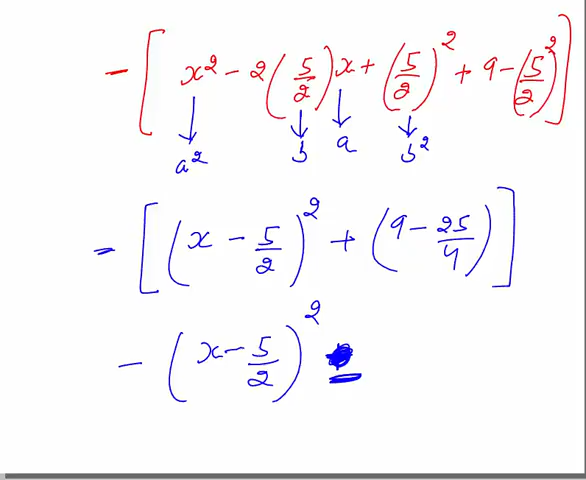 - [ x² - 2 (5/2) x + (5/2)² + 9 - (5/2)² ]
a² b a b²
= [ (x - 5/2)² + (9 - 25/4) ]
- (x - 5/2)²